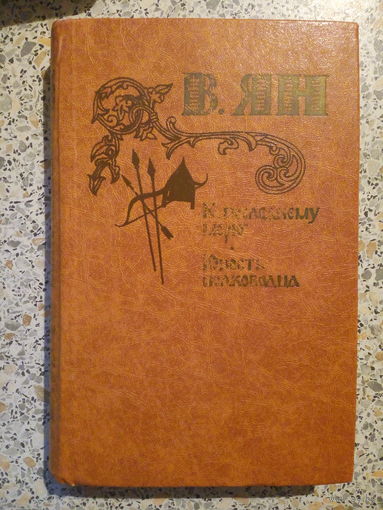 В. ЯН
К последнему
морю
Юность
полководца